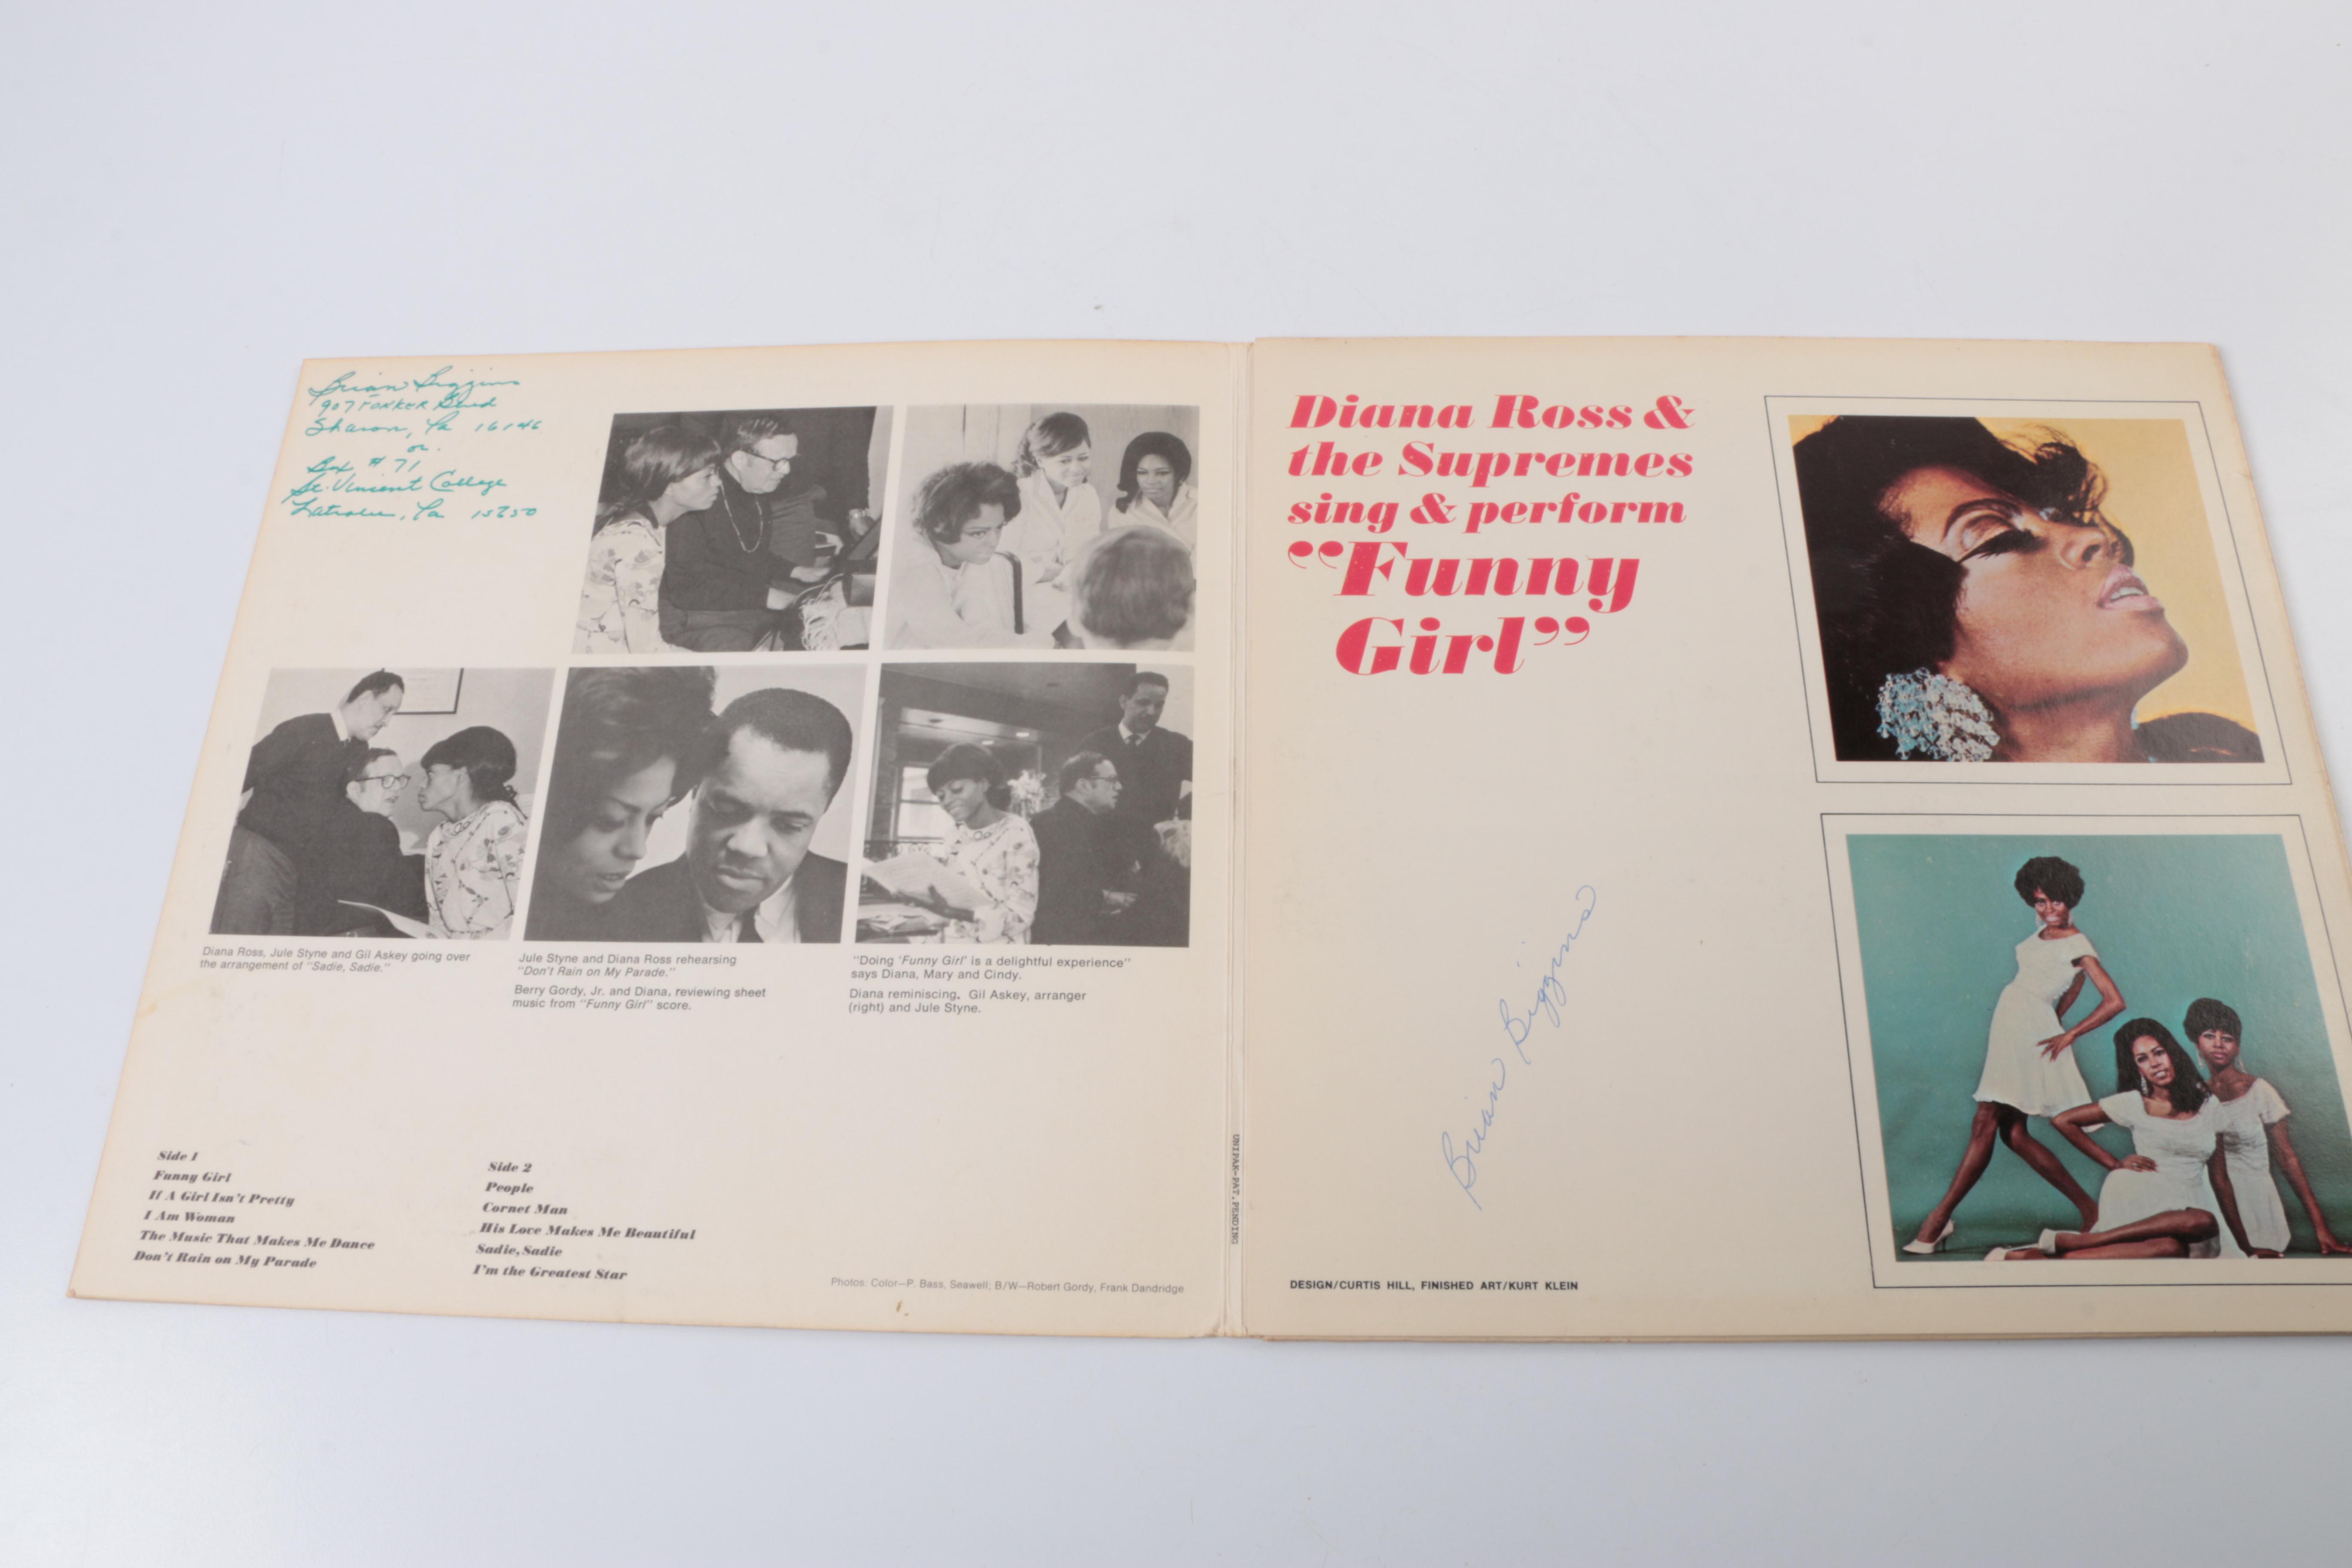 Brian Biggins
907 FORKER Blvd
Sharon, Pa 16146
or
Box # 71
St. Vincent College
Latrobe, Pa 15650
Diana Ross, Jule Styne and Gil Askey going over
the arrangement of "Sadie, Sadie."
Jule Styne and Diana Ross rehearsing
"Don't Rain on My Parade."
Berry Gordy, Jr. and Diana, reviewing sheet
music from "Funny Girl" score.
"Doing 'Funny Girl' is a delightful experience"
says Diana, Mary and Cindy.
Diana reminiscing, Gil Askey, arranger
(right) and Jule Styne.
Side 1
Funny Girl
If A Girl Isn't Pretty
I Am Woman
The Music That Makes Me Dance
Don't Rain on My Parade
Side 2
People
Cornet Man
His Love Makes Me Beautiful
Sadie, Sadie
I'm the Greatest Star
Photos: Color—P. Bass, Seawell; B/W—Robert Gordy, Frank Dandridge
UNIPAK-PAT. PENDING
Diana Ross &
the Supremes
sing & perform
"Funny
Girl"
Brian Biggins
DESIGN/CURTIS HILL, FINISHED ART/KURT KLEIN